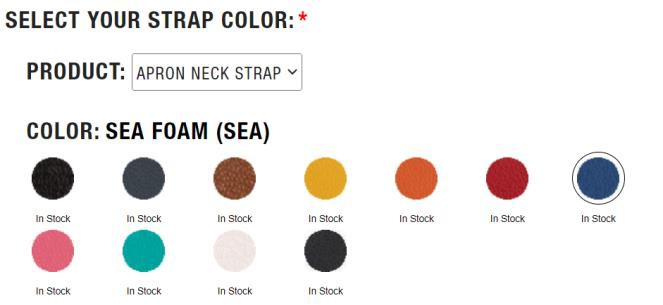 SELECT YOUR STRAP COLOR:*
PRODUCT: APRON NECK STRAP
COLOR: SEA FOAM (SEA)
In Stock In Stock In Stock In Stock In Stock In Stock In Stock
In Stock In Stock In Stock In Stock